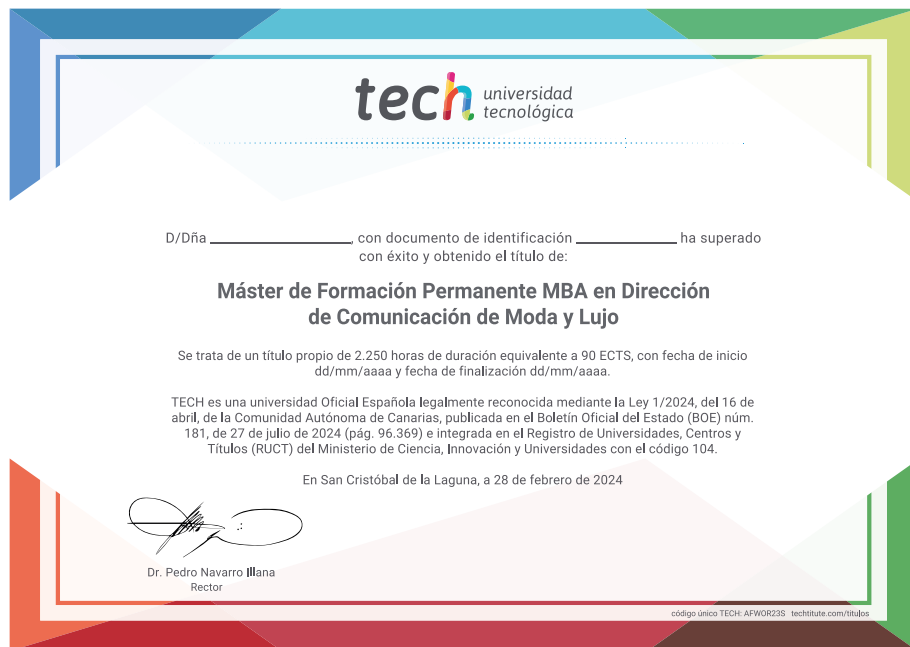 tech universidad
tecnológica
D/Dña ____________________, con documento de identificación ______________ ha superado
con éxito y obtenido el título de:
Máster de Formación Permanente MBA en Dirección
de Comunicación de Moda y Lujo
Se trata de un título propio de 2.250 horas de duración equivalente a 90 ECTS, con fecha de inicio
dd/mm/aaaa y fecha de finalización dd/mm/aaaa.
TECH es una universidad Oficial Española legalmente reconocida mediante la Ley 1/2024, del 16 de
abril, de la Comunidad Autónoma de Canarias, publicada en el Boletín Oficial del Estado (BOE) núm.
181, de 27 de julio de 2024 (pág. 96.369) e integrada en el Registro de Universidades, Centros y
Títulos (RUCT) del Ministerio de Ciencia, Innovación y Universidades con el código 104.
En San Cristóbal de la Laguna, a 28 de febrero de 2024
Dr. Pedro Navarro Illana
Rector
código único TECH: AFWOR23S techtitute.com/titulos